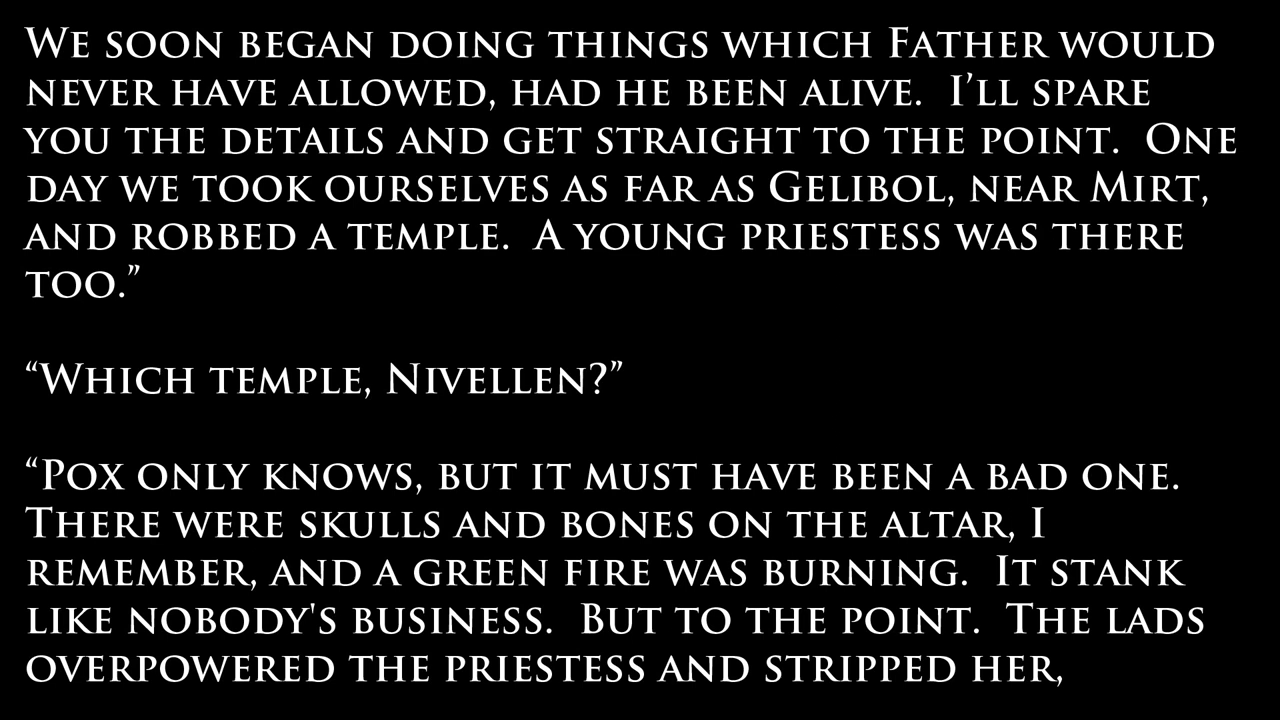 We soon began doing things which Father would
never have allowed, had he been alive.  I’ll spare
you the details and get straight to the point.  One
day we took ourselves as far as Gelibol, near Mirt,
and robbed a temple.  A young priestess was there
too.”
“Which temple, Nivellen?”
“Pox only knows, but it must have been a bad one.
There were skulls and bones on the altar, I
remember, and a green fire was burning.  It stank
like nobody's business.  But to the point.  The lads
overpowered the priestess and stripped her,